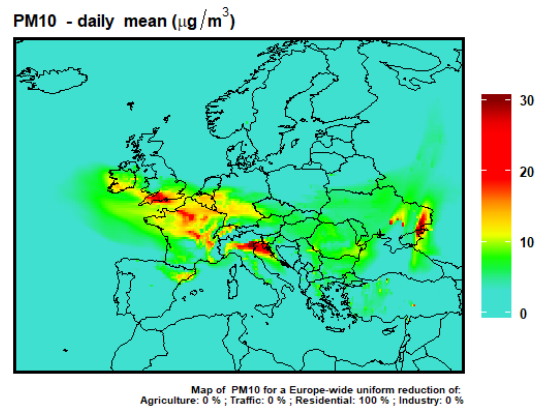 PM10 - daily mean (μg/m³)
30
20
10
0
Map of PM10 for a Europe-wide uniform reduction of:
Agriculture: 0 % ; Traffic: 0 % ; Residential: 100 % ; Industry: 0 %